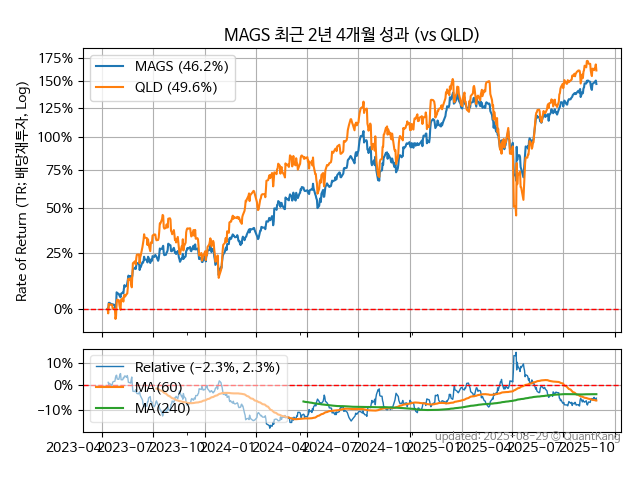 MAGS 최근 2년 4개월 성과 (vs QLD)
Rate of Return (TR: 배당재투자, Log)
175%
150%
125%
100%
75%
50%
25%
0%
MAGS (46.2%)
QLD (49.6%)
10%
0%
−10%
Relative (−2.3%, 2.3%)
MA(60)
MA(240)
updated: 2025-08-29 © QuantKang
2023-04 2023-07 2023-10 2024-01 2024-04 2024-07 2024-10 2025-01 2025-04 2025-07 2025-10